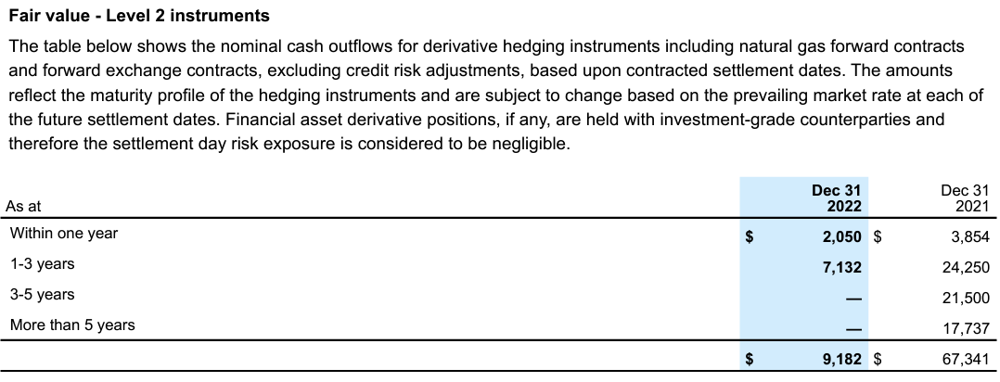 Fair value - Level 2 instruments
The table below shows the nominal cash outflows for derivative hedging instruments including natural gas forward contracts
and forward exchange contracts, excluding credit risk adjustments, based upon contracted settlement dates. The amounts
reflect the maturity profile of the hedging instruments and are subject to change based on the prevailing market rate at each of
the future settlement dates. Financial asset derivative positions, if any, are held with investment-grade counterparties and
therefore the settlement day risk exposure is considered to be negligible.
Dec 31 Dec 31
As at 2022 2021
Within one year $ 2,050 $ 3,854
1-3 years 7,132 24,250
3-5 years — 21,500
More than 5 years — 17,737
$ 9,182 $ 67,341